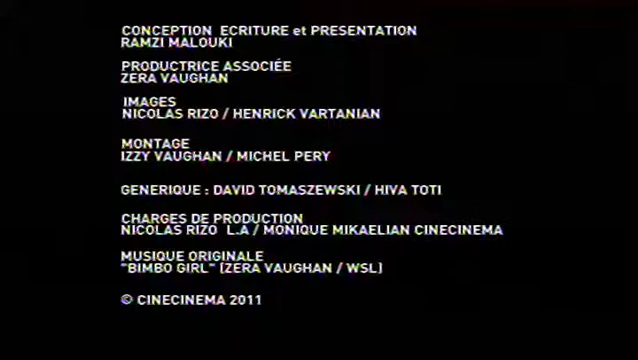 CONCEPTION ECRITURE et PRESENTATION
RAMZI MALOUKI
PRODUCTRICE ASSOCIÉE
ZERA VAUGHAN
IMAGES
NICOLAS RIZO / HENRICK VARTANIAN
MONTAGE
IZZY VAUGHAN / MICHEL PERY
GENERIQUE : DAVID TOMASZEWSKI / HIVA TOTI
CHARGES DE PRODUCTION
NICOLAS RIZO L.A / MONIQUE MIKAELIAN CINECINEMA
MUSIQUE ORIGINALE
"BIMBO GIRL" (ZERA VAUGHAN / WSL)
© CINECINEMA 2011